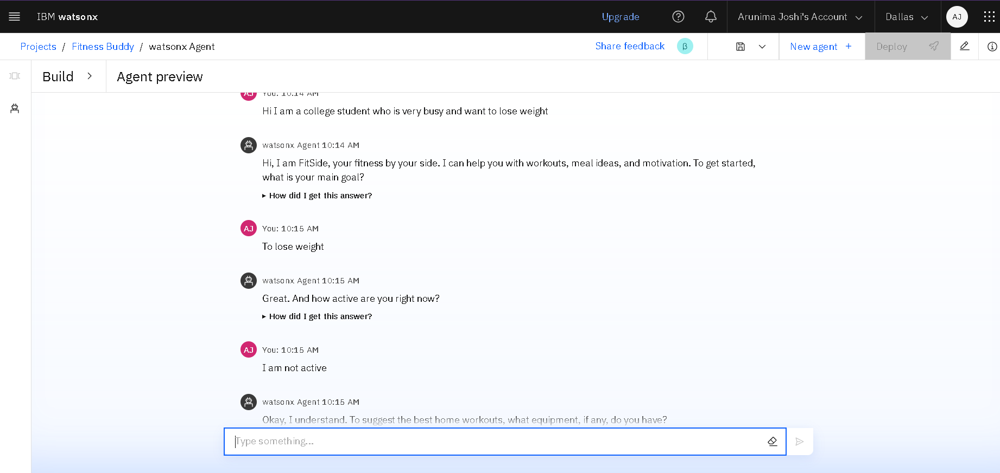 IBM watsonx
Upgrade
Arunima Joshi's Account
Dallas
AJ
Projects / Fitness Buddy / watsonx Agent
Share feedback
β
New agent +
Deploy
Build
Agent preview
AJ You: 10:14 AM
Hi I am a college student who is very busy and want to lose weight
watsonx Agent 10:14 AM
Hi, I am FitSide, your fitness by your side. I can help you with workouts, meal ideas, and motivation. To get started,
what is your main goal?
How did I get this answer?
AJ You: 10:15 AM
To lose weight
watsonx Agent 10:15 AM
Great. And how active are you right now?
How did I get this answer?
AJ You: 10:15 AM
I am not active
watsonx Agent 10:15 AM
Okay, I understand. To suggest the best home workouts, what equipment, if any, do you have?
Type something...